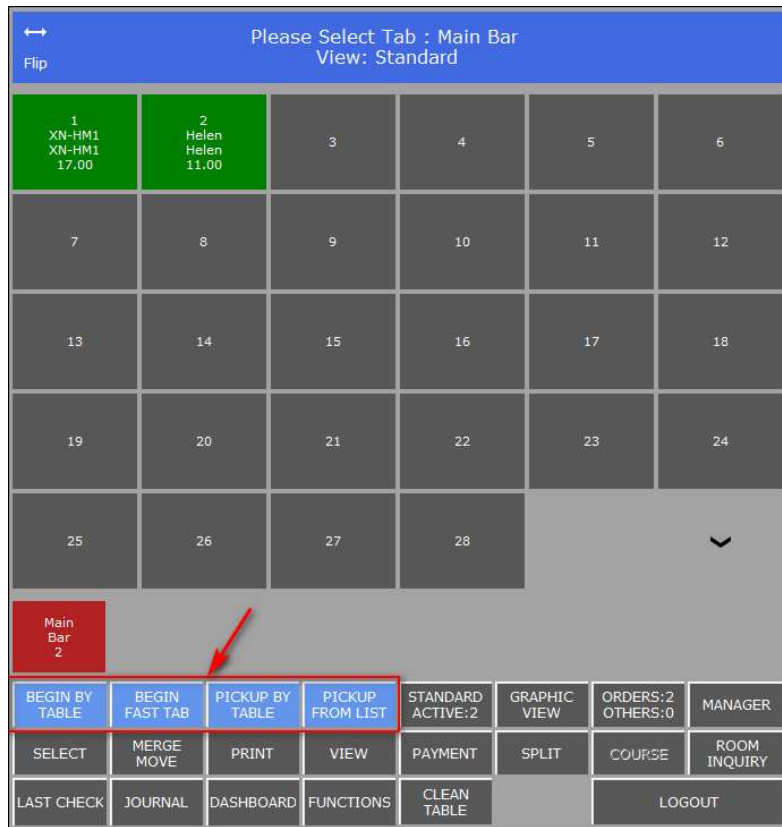 Flip
Please Select Tab : Main Bar
View: Standard
1
XN-HM1
XN-HM1
17.00
2
Helen
Helen
11.00
3
4
5
6
7
8
9
10
11
12
13
14
15
16
17
18
19
20
21
22
23
24
25
26
27
28
Main
Bar
2
BEGIN BY
TABLE
BEGIN
FAST TAB
PICKUP BY
TABLE
PICKUP
FROM LIST
STANDARD
ACTIVE:2
GRAPHIC
VIEW
ORDERS:2
OTHERS:0
MANAGER
SELECT
MERGE
MOVE
PRINT
VIEW
PAYMENT
SPLIT
COURSE
ROOM
INQUIRY
LAST CHECK
JOURNAL
DASHBOARD
FUNCTIONS
CLEAN
TABLE
LOGOUT